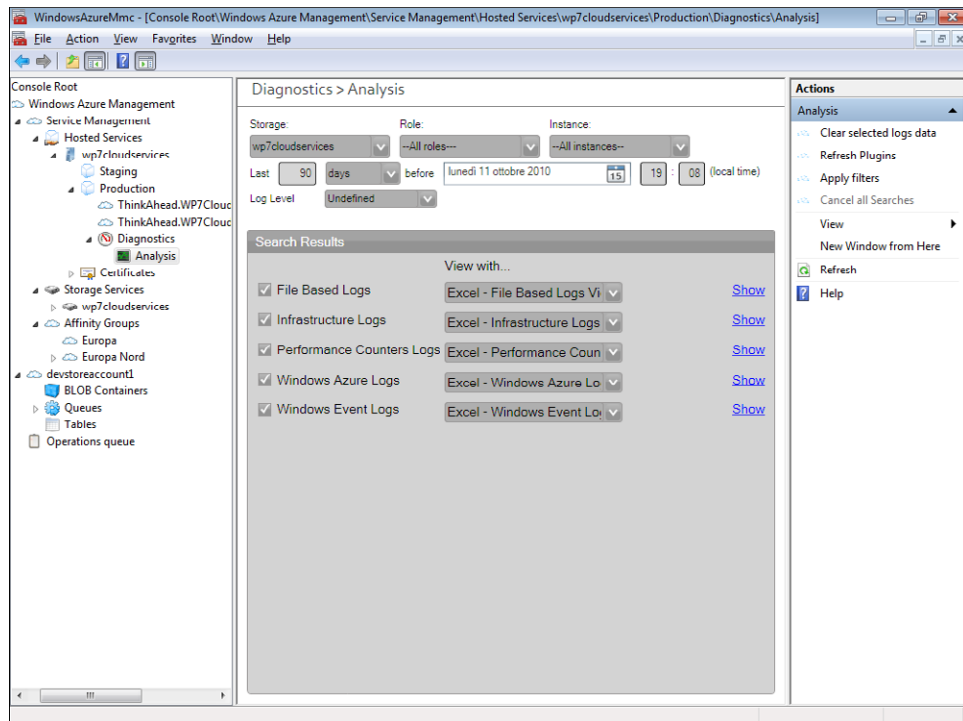 WindowsAzureMmc - [Console Root\Windows Azure Management\Service Management\Hosted Services\wp7cloudservices\Production\Diagnostics\Analysis]
File Action View Favorites Window Help
Console Root
Windows Azure Management
Service Management
Hosted Services
wp7cloudservices
Staging
Production
ThinkAhead.WP7Cloud
ThinkAhead.WP7Cloud
Diagnostics
Analysis
Certificates
Storage Services
wp7cloudservices
Affinity Groups
Europa
Europa Nord
devstoreaccount1
BLOB Containers
Queues
Tables
Operations queue
Diagnostics > Analysis
Storage: Role: Instance:
wp7cloudservices --All roles--- --All instances--
Last 90 days before lunedì 11 ottobre 2010 15 19 : 08 (local time)
Log Level Undefined
Search Results
View with...
File Based Logs Excel - File Based Logs Vi Show
Infrastructure Logs Excel - Infrastructure Logs Show
Performance Counters Logs Excel - Performance Coun Show
Windows Azure Logs Excel - Windows Azure Lo Show
Windows Event Logs Excel - Windows Event Log Show
Actions
Analysis
Clear selected logs data
Refresh Plugins
Apply filters
Cancel all Searches
View
New Window from Here
Refresh
Help